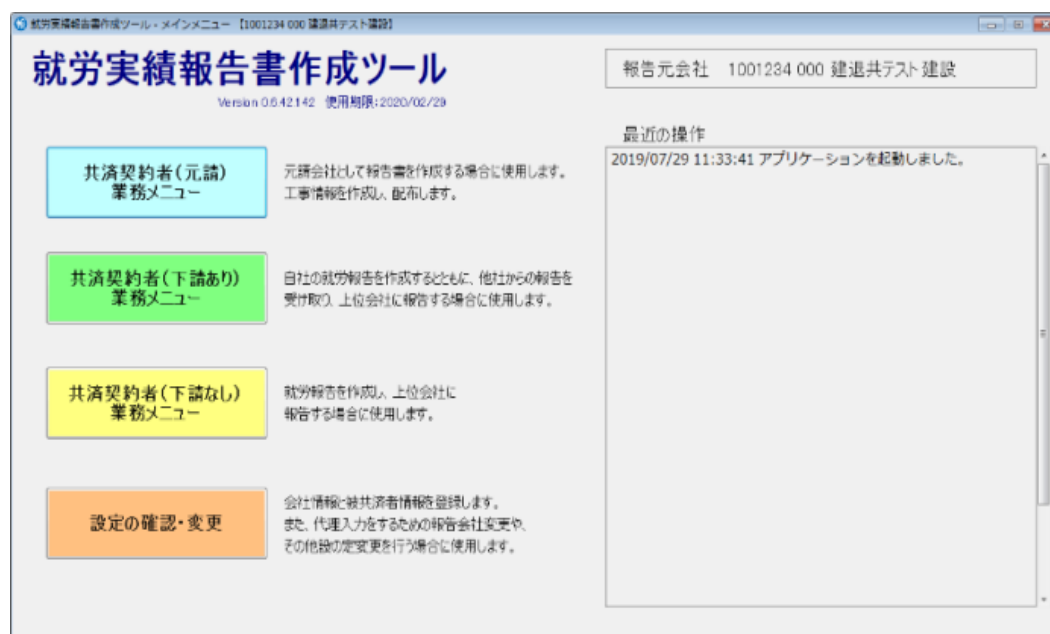 就労実績報告書作成ツール - メインメニュー 【1001234 000 建退共テスト建設】
就労実績報告書作成ツール
Version 0.6.42142 使用期限:2020/02/29
報告元会社 1001234 000 建退共テスト建設
最近の操作
2019/07/29 11:33:41 アプリケーションを起動しました。
共済契約者(元請)
業務メニュー
元請会社として報告書を作成する場合に使用します。
工事情報を作成し、配布します。
共済契約者(下請あり)
業務メニュー
自社の就労報告を作成するとともに、他社からの報告を
受け取り、上位会社に報告する場合に使用します。
共済契約者(下請なし)
業務メニュー
就労報告を作成し、上位会社に
報告する場合に使用します。
設定の確認・変更
会社情報と被共済者情報を登録します。
また、代理入力をするための報告会社変更や、
その他設の定変更を行う場合に使用します。